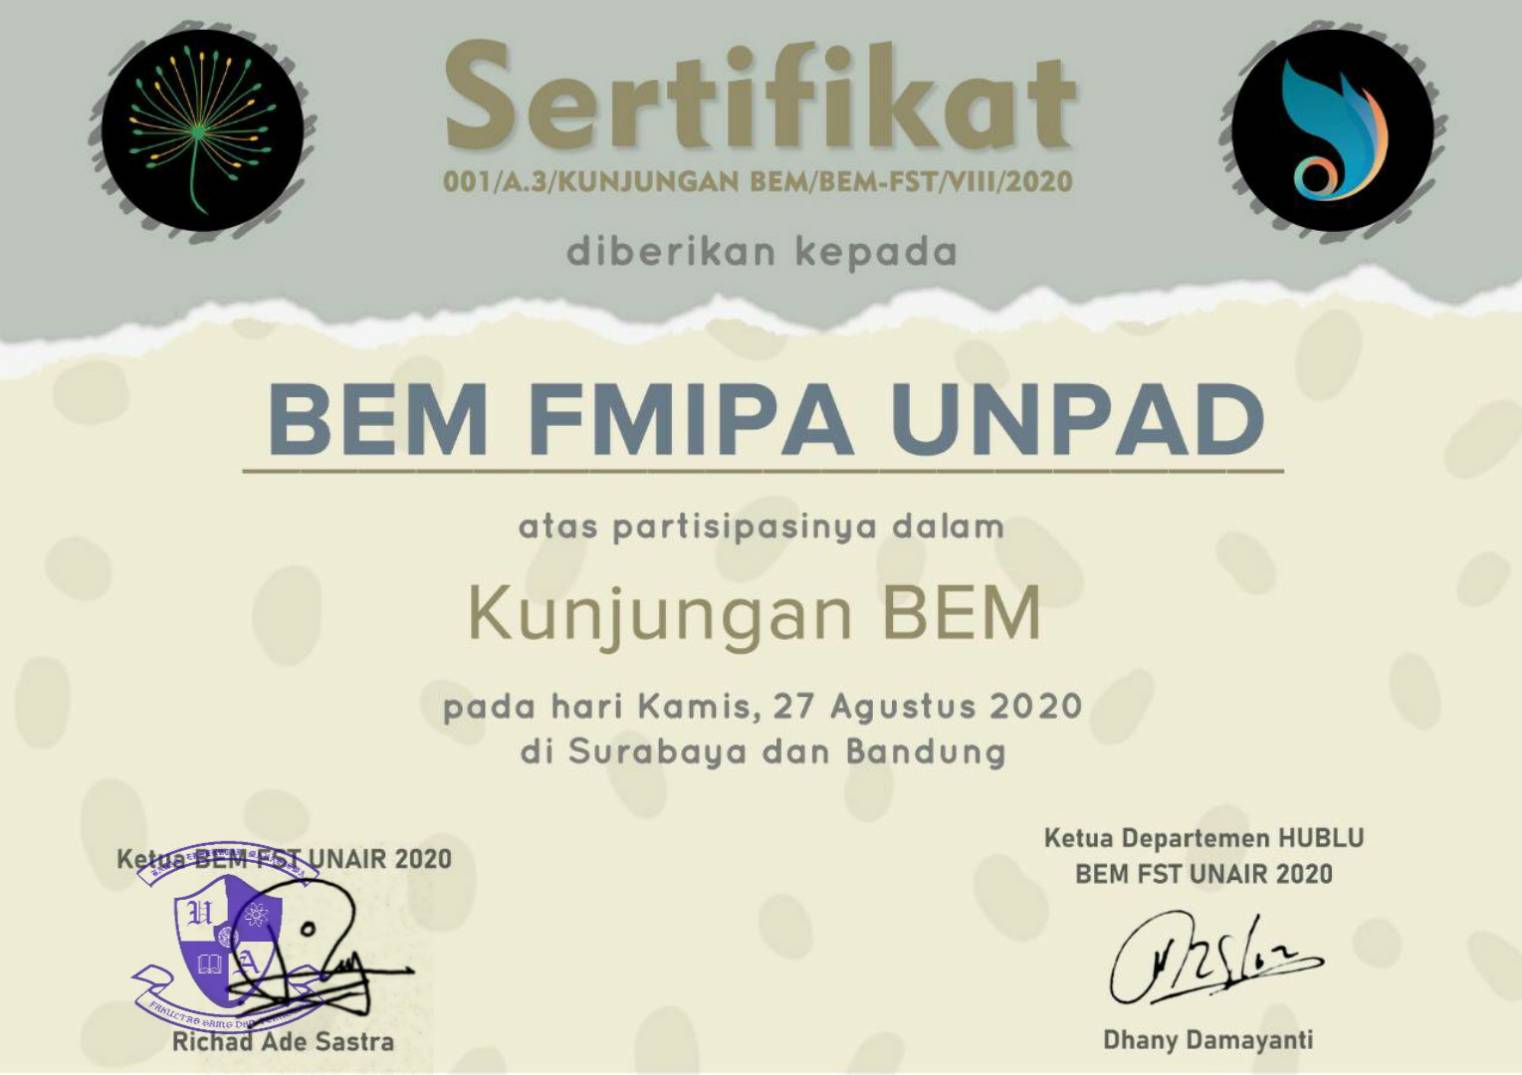 Sertifikat
001/A.3/KUNJUNGAN BEM/BEM-FST/VIII/2020
diberikan kepada
BEM FMIPA UNPAD
atas partisipasinya dalam
Kunjungan BEM
pada hari Kamis, 27 Agustus 2020
di Surabaya dan Bandung
Ketua BEM FST UNAIR 2020
U
A
FAKULTAS SAINS DAN
Richad Ade Sastra
Ketua Departemen HUBLU
BEM FST UNAIR 2020
Dhany Damayanti